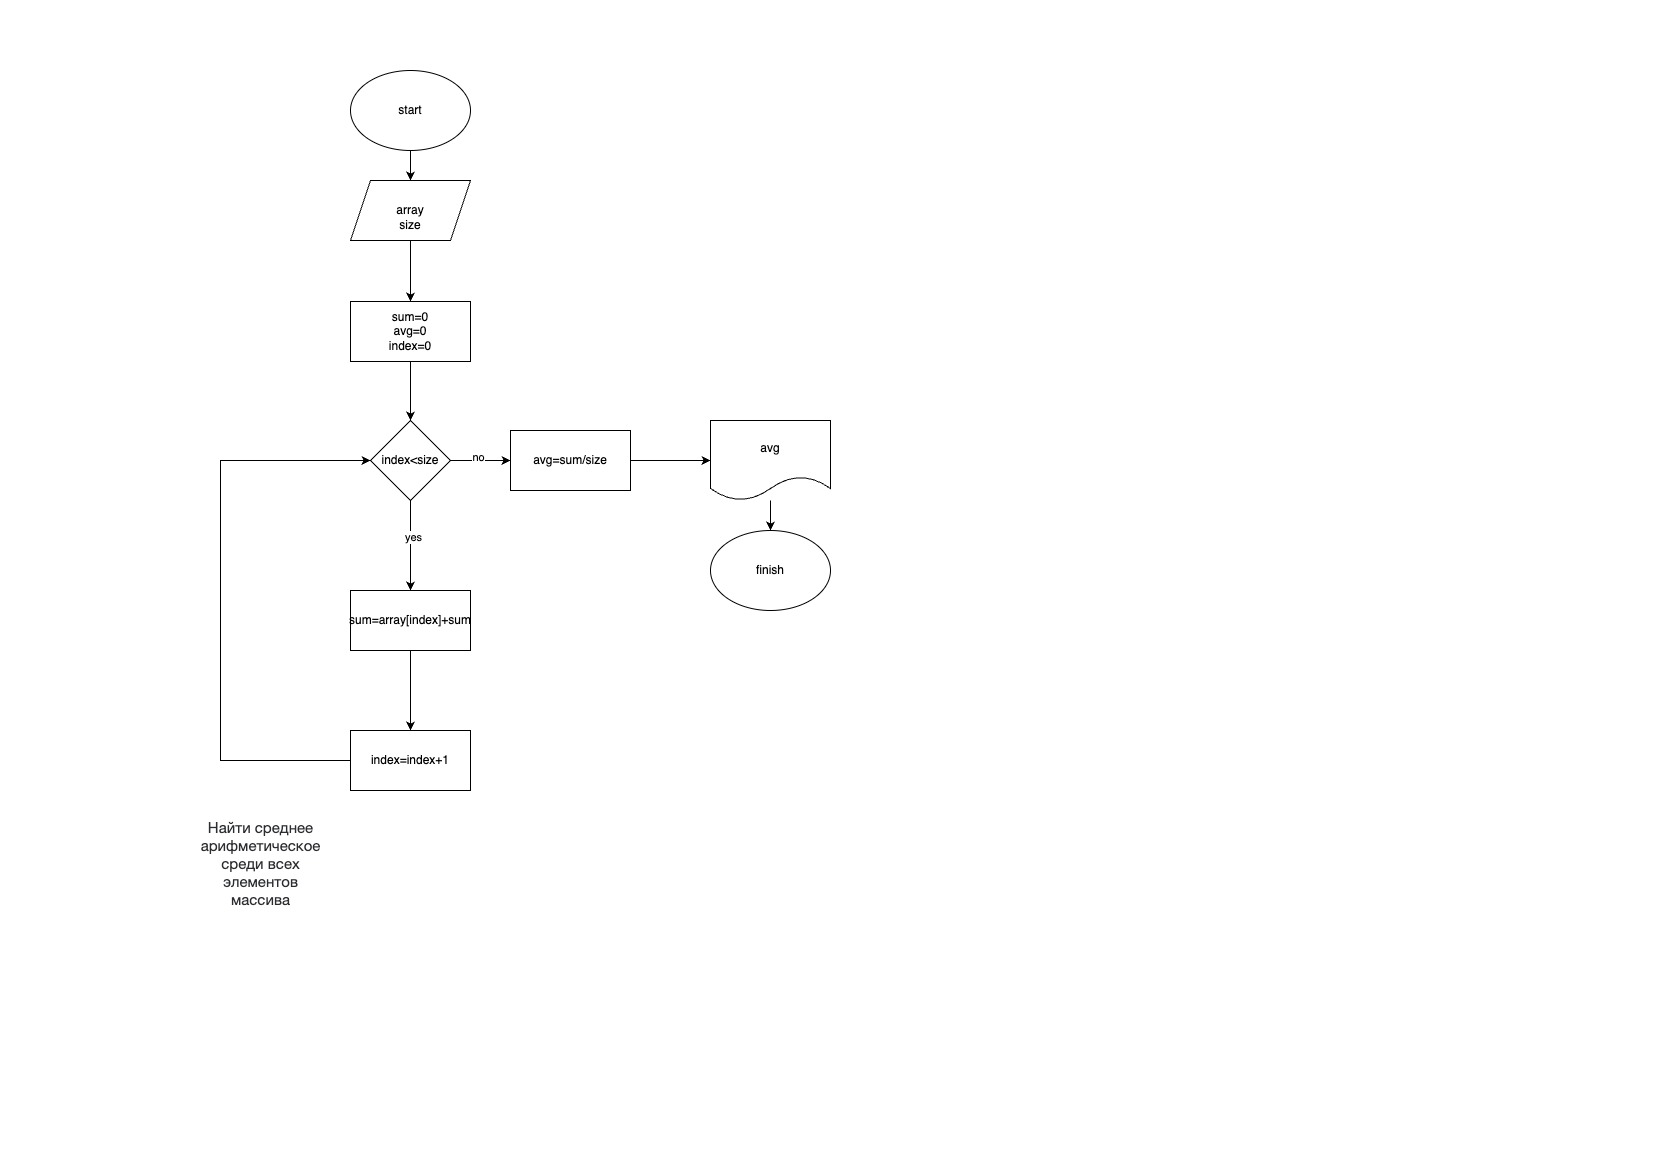 start
array
size
sum=0
avg=0
index=0
index<size
no
avg=sum/size
avg
yes
finish
sum=array[index]+sum
index=index+1
Найти среднее
арифметическое
среди всех
элементов
массива